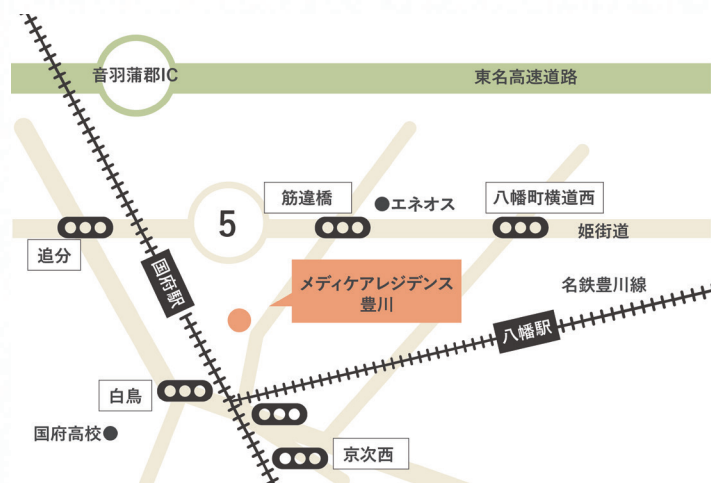 音羽蒲郡IC
東名高速道路
筋違橋
エネオス
八幡町横道西
5
姫街道
追分
国府駅
メディケアレジデンス
豊川
名鉄豊川線
八幡駅
白鳥
国府高校
京次西